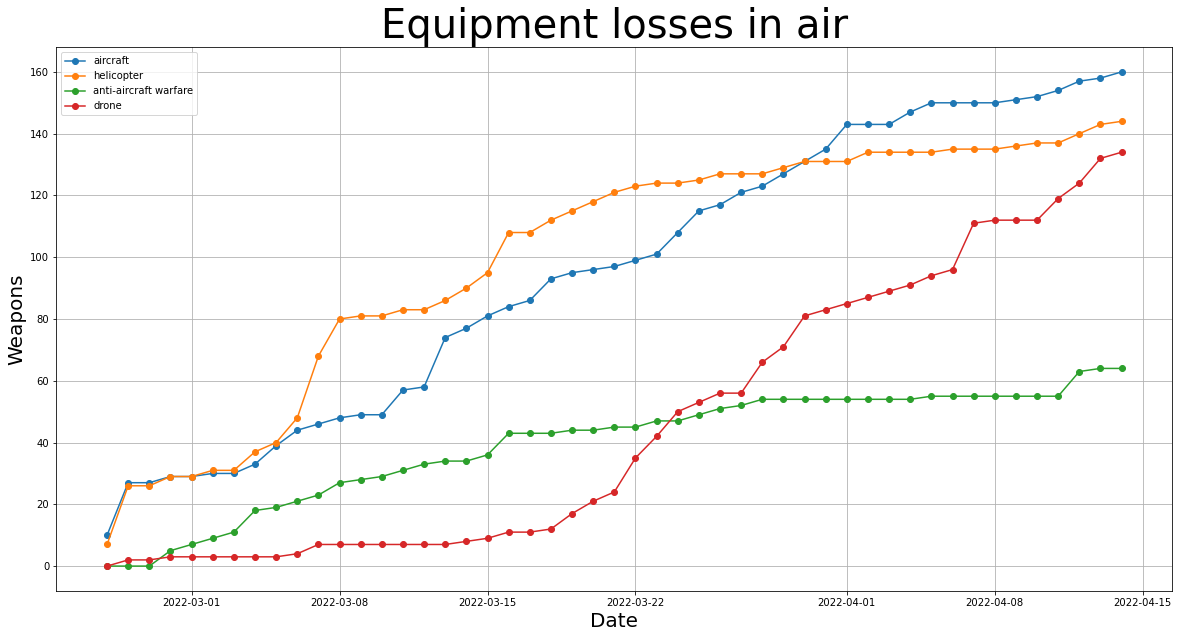 Equipment losses in air
aircraft
helicopter
anti-aircraft warfare
drone
Weapons
160
140
120
100
80
60
40
20
0
2022-03-01 2022-03-08 2022-03-15 2022-03-22 2022-04-01 2022-04-08 2022-04-15
Date